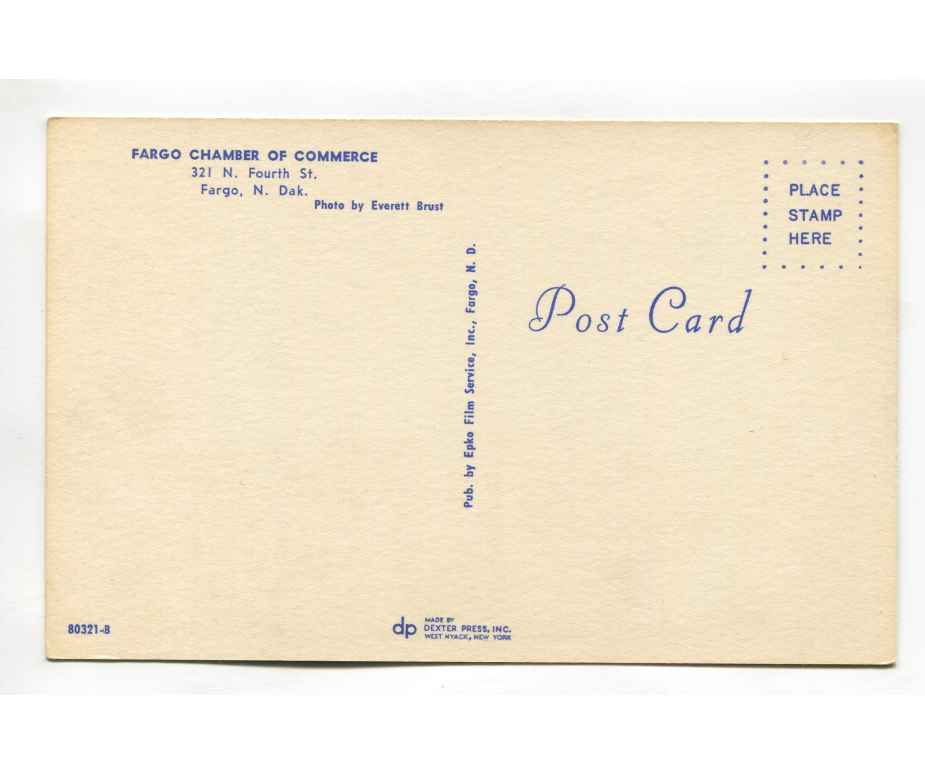 FARGO CHAMBER OF COMMERCE
321 N. Fourth St.
Fargo, N. Dak.
Photo by Everett Brust
PLACE
STAMP
HERE
Post Card
Pub. by Epko Film Service, Inc., Fargo, N. D.
80321-B
dp
MADE BY
DEXTER PRESS, INC.
WEST NYACK, NEW YORK